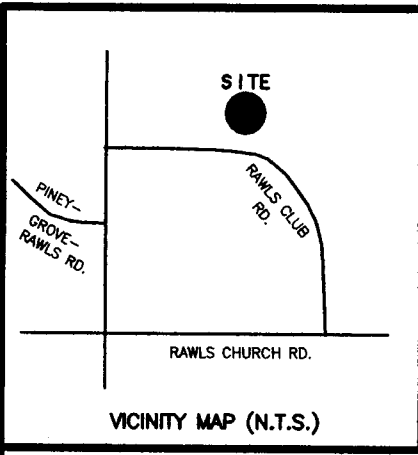 SITE
PINEY-
GROVE-
RAWLS RD.
RAWLS CLUB
RD.
RAWLS CHURCH RD.
VICINITY MAP (N.T.S.)